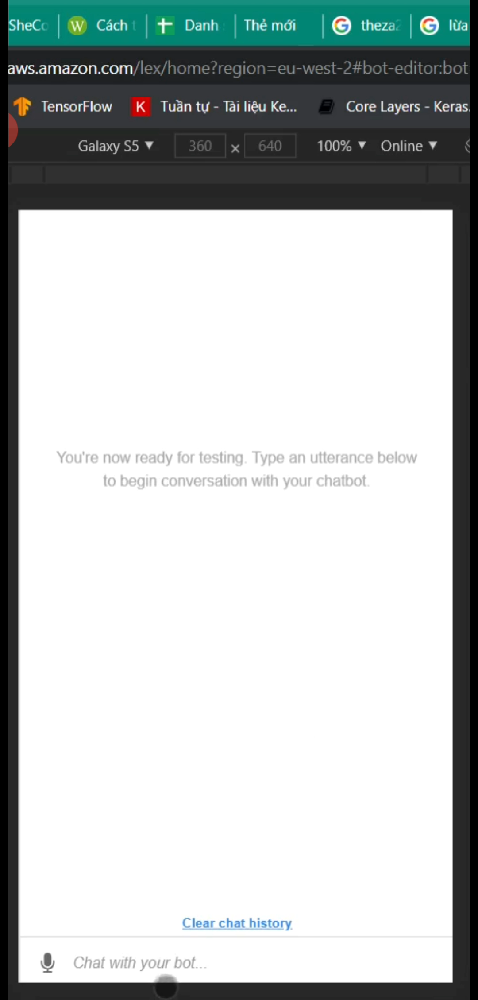 SheCo W Cách t Danh Thẻ mới G theza2 G lừa
aws.amazon.com/lex/home?region=eu-west-2#bot-editor:bot
TensorFlow K Tuần tự - Tài liệu Ke... Core Layers - Keras
Galaxy S5 ▼ 360 × 640 100% ▼ Online ▼
You're now ready for testing. Type an utterance below
to begin conversation with your chatbot.
Clear chat history
Chat with your bot...